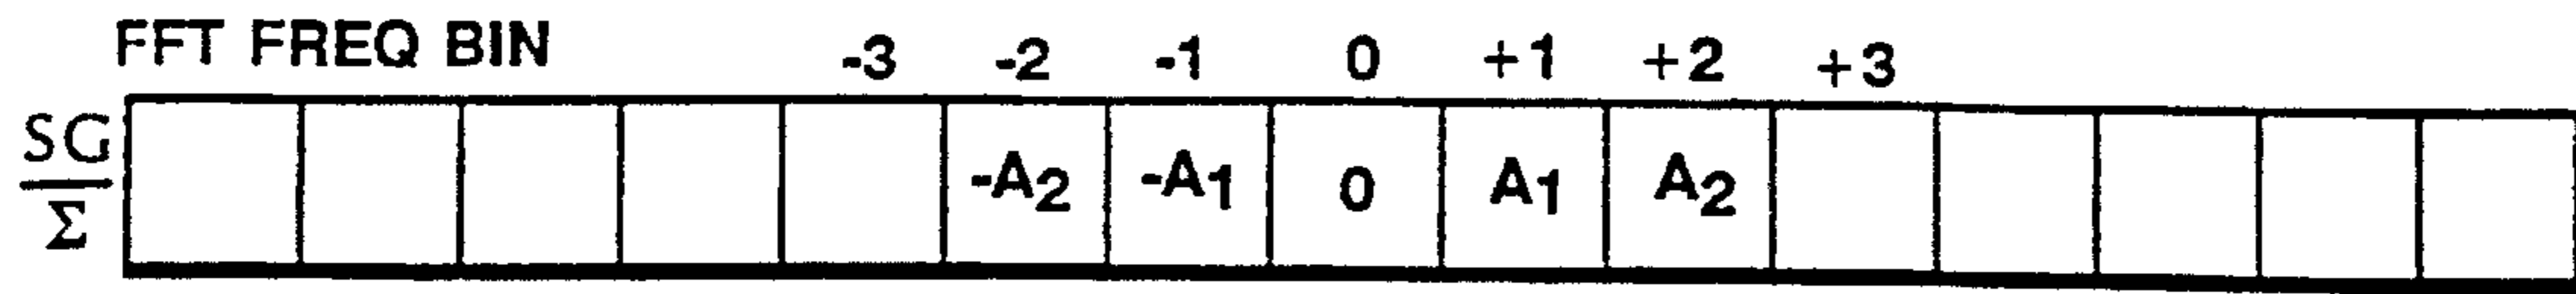 FFT FREQ BIN -3 -2 -1 0 +1 +2 +3
SG
Σ
-A2 -A1 0 A1 A2